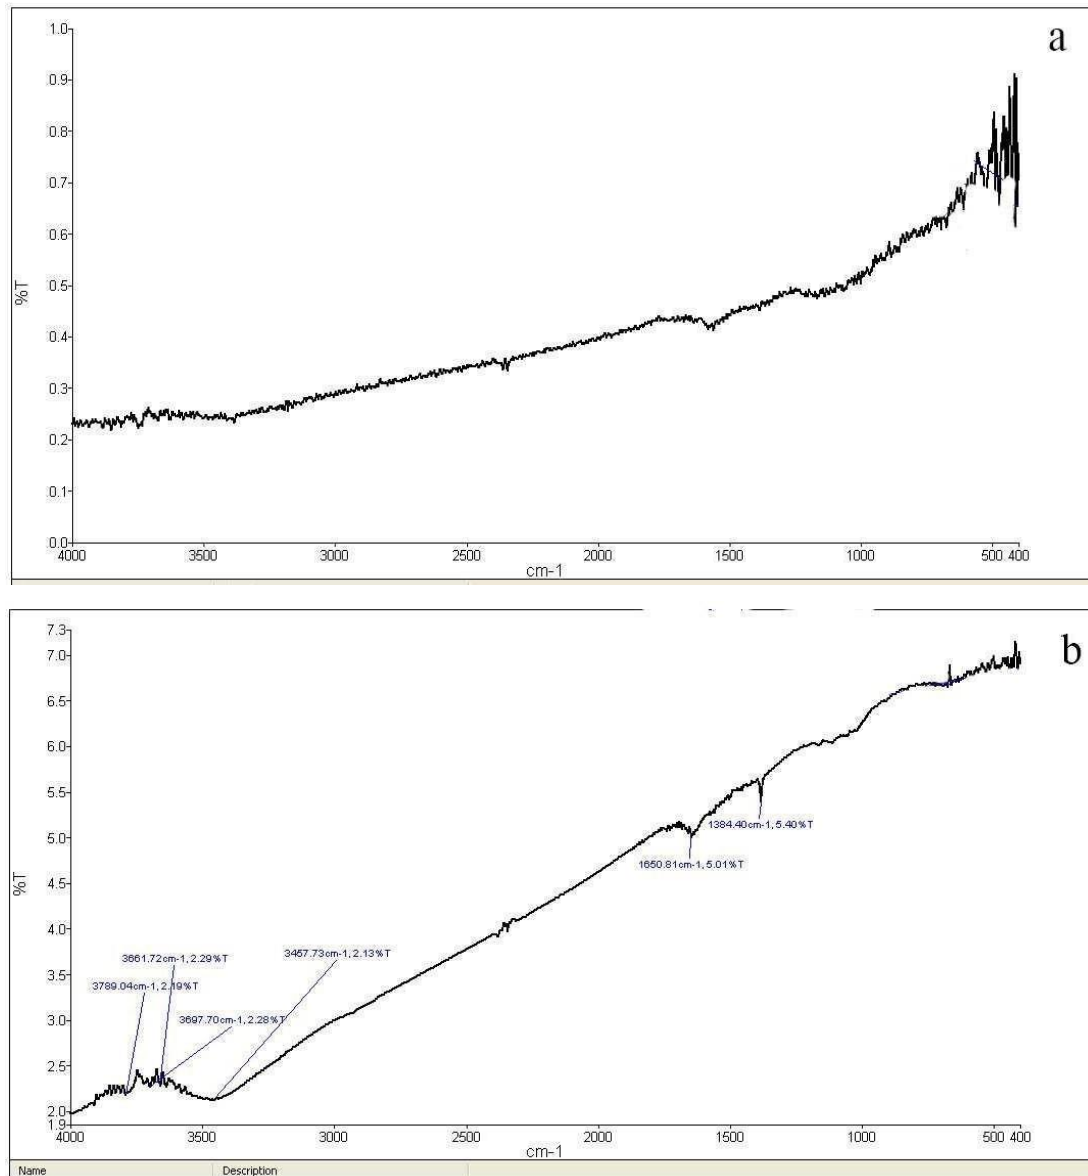 a
1.0
0.9
0.8
0.7
0.6
0.5
0.4
0.3
0.2
0.1
0.0
%T
4000 3500 3000 2500 2000 1500 1000 500 400
cm-1
b
7.3
7.0
6.5
6.0
5.5
5.0
4.5
4.0
3.5
3.0
2.5
2.0
1.9
%T
1384.40cm-1, 5.40%T
1650.81cm-1, 5.01%T
3457.73cm-1, 2.13%T
3661.72cm-1, 2.29%T
3789.04cm-1, 2.19%T
3697.70cm-1, 2.28%T
4000 3500 3000 2500 2000 1500 1000 500 400
cm-1
Name Description